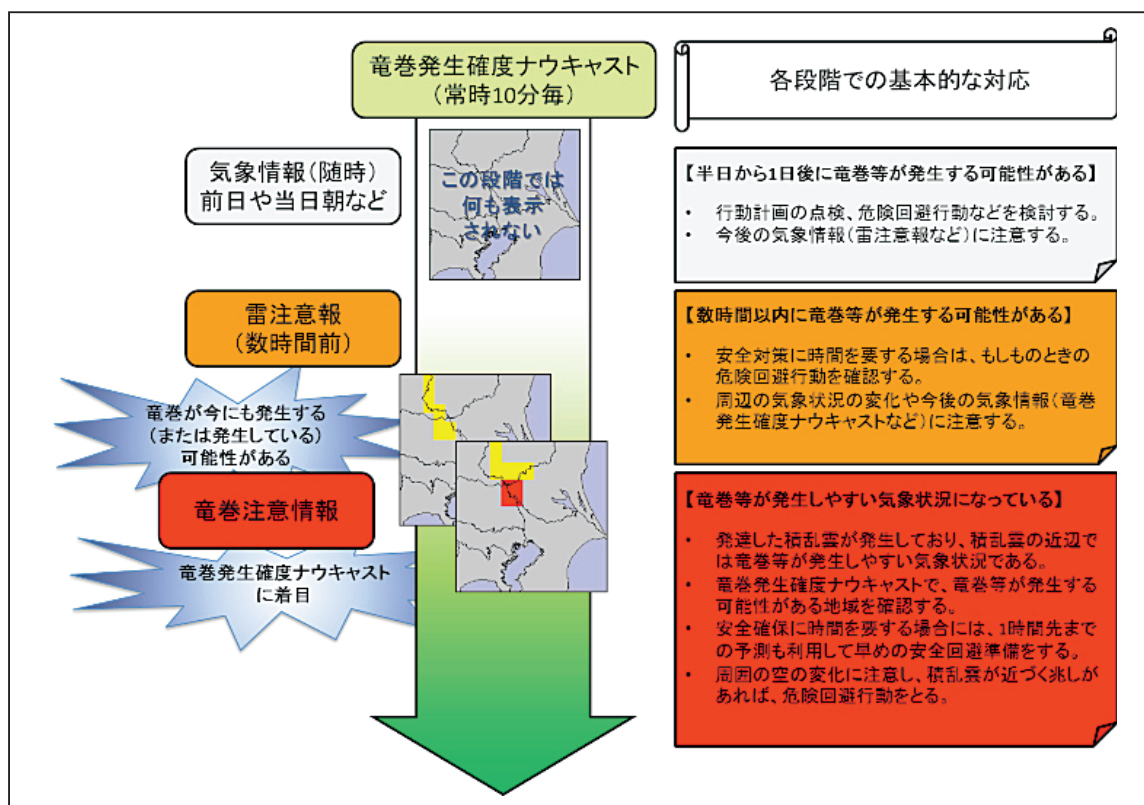 竜巻発生確度ナウキャスト
(常時10分毎)
各段階での基本的な対応
気象情報(随時)
前日や当日朝など
この段階では
何も表示
されない
【半日から1日後に竜巻等が発生する可能性がある】
・ 行動計画の点検、危険回避行動などを検討する。
・ 今後の気象情報(雷注意報など)に注意する。
雷注意報
(数時間前)
【数時間以内に竜巻等が発生する可能性がある】
・ 安全対策に時間を要する場合は、もしものときの
危険回避行動を確認する。
・ 周辺の気象状況の変化や今後の気象情報(竜巻
発生確度ナウキャストなど)に注意する。
竜巻が今にも発生する
(または発生している)
可能性がある
竜巻注意情報
竜巻発生確度ナウキャスト
に着目
【竜巻等が発生しやすい気象状況になっている】
・ 発達した積乱雲が発生しており、積乱雲の近辺で
は竜巻等が発生しやすい気象状況である。
・ 竜巻発生確度ナウキャストで、竜巻等が発生する
可能性がある地域を確認する。
・ 安全確保に時間を要する場合には、1時間先まで
の予測も利用して早めの安全回避準備をする。
・ 周囲の空の変化に注意し、積乱雲が近づく兆しが
あれば、危険回避行動をとる。